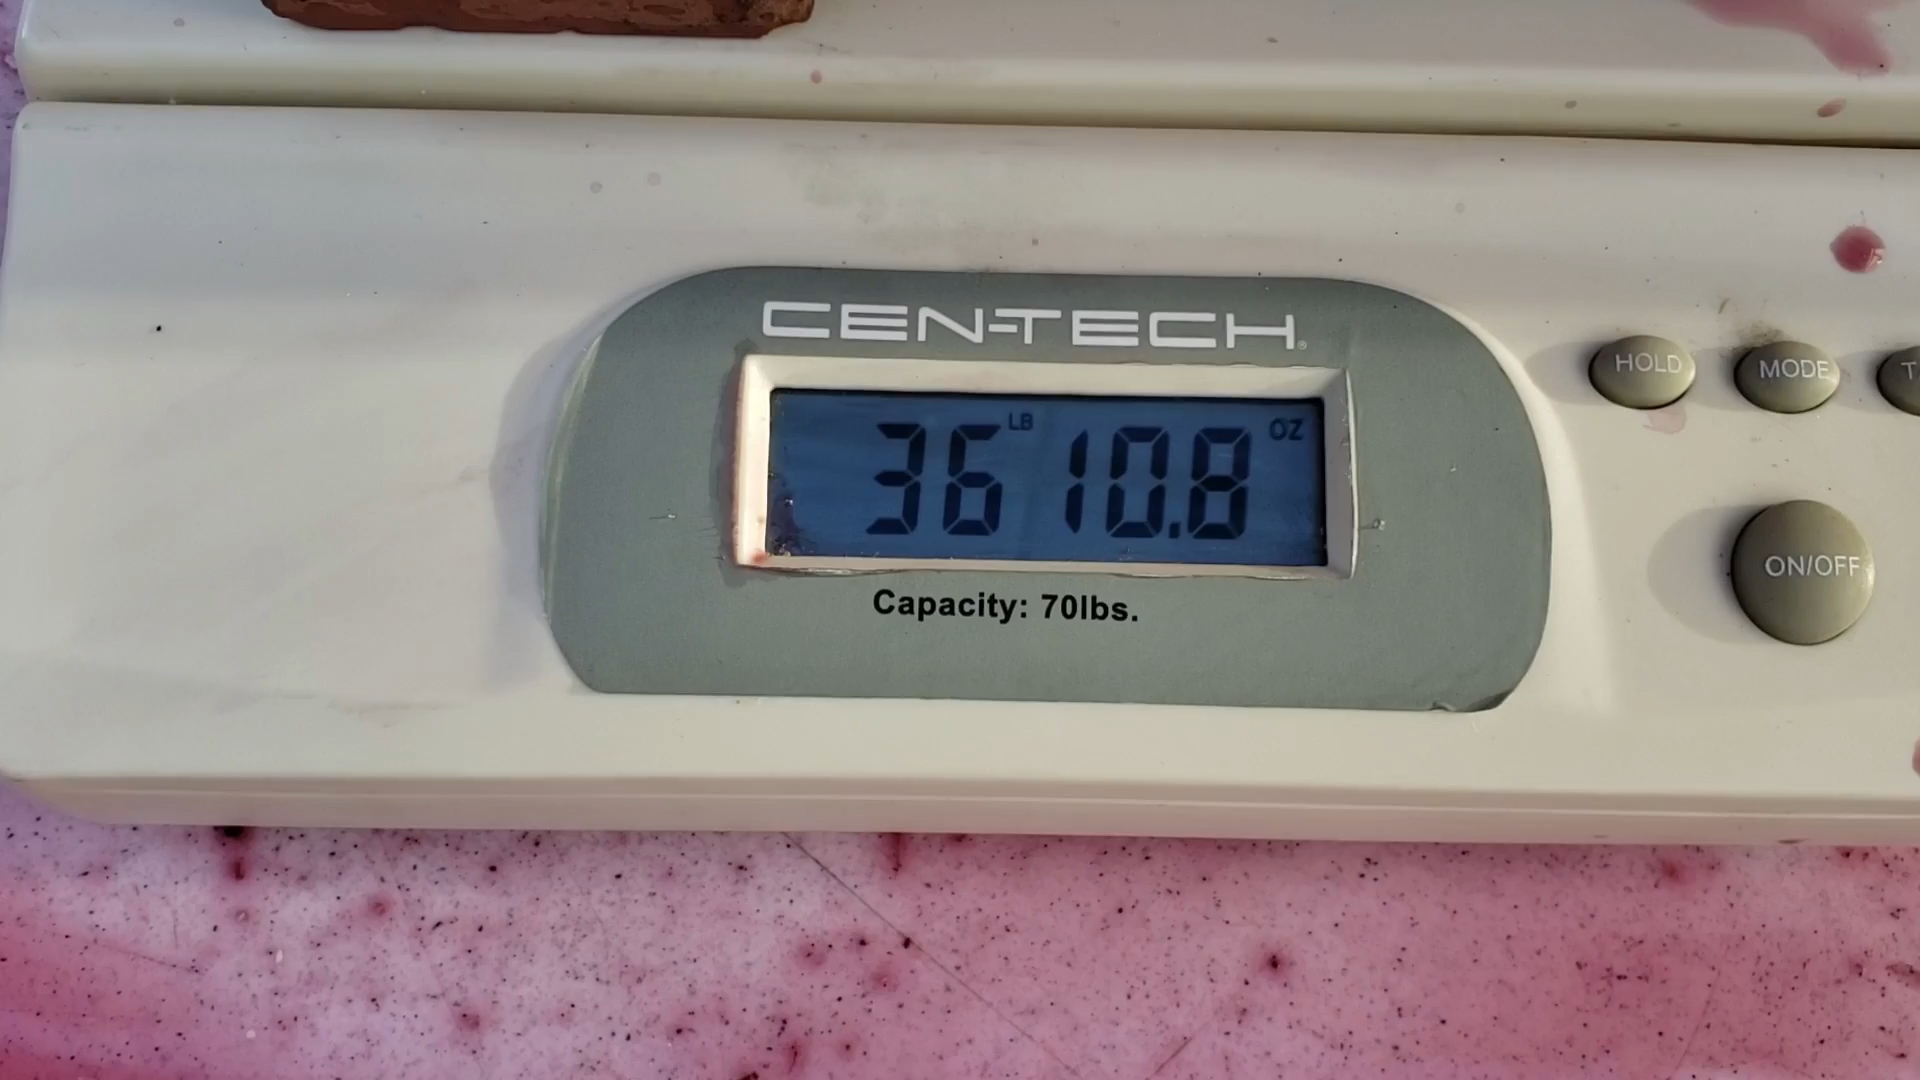 CEN-TECH®
36 LB 10.8 OZ
Capacity: 70lbs.
HOLD
MODE
T
ON/OFF